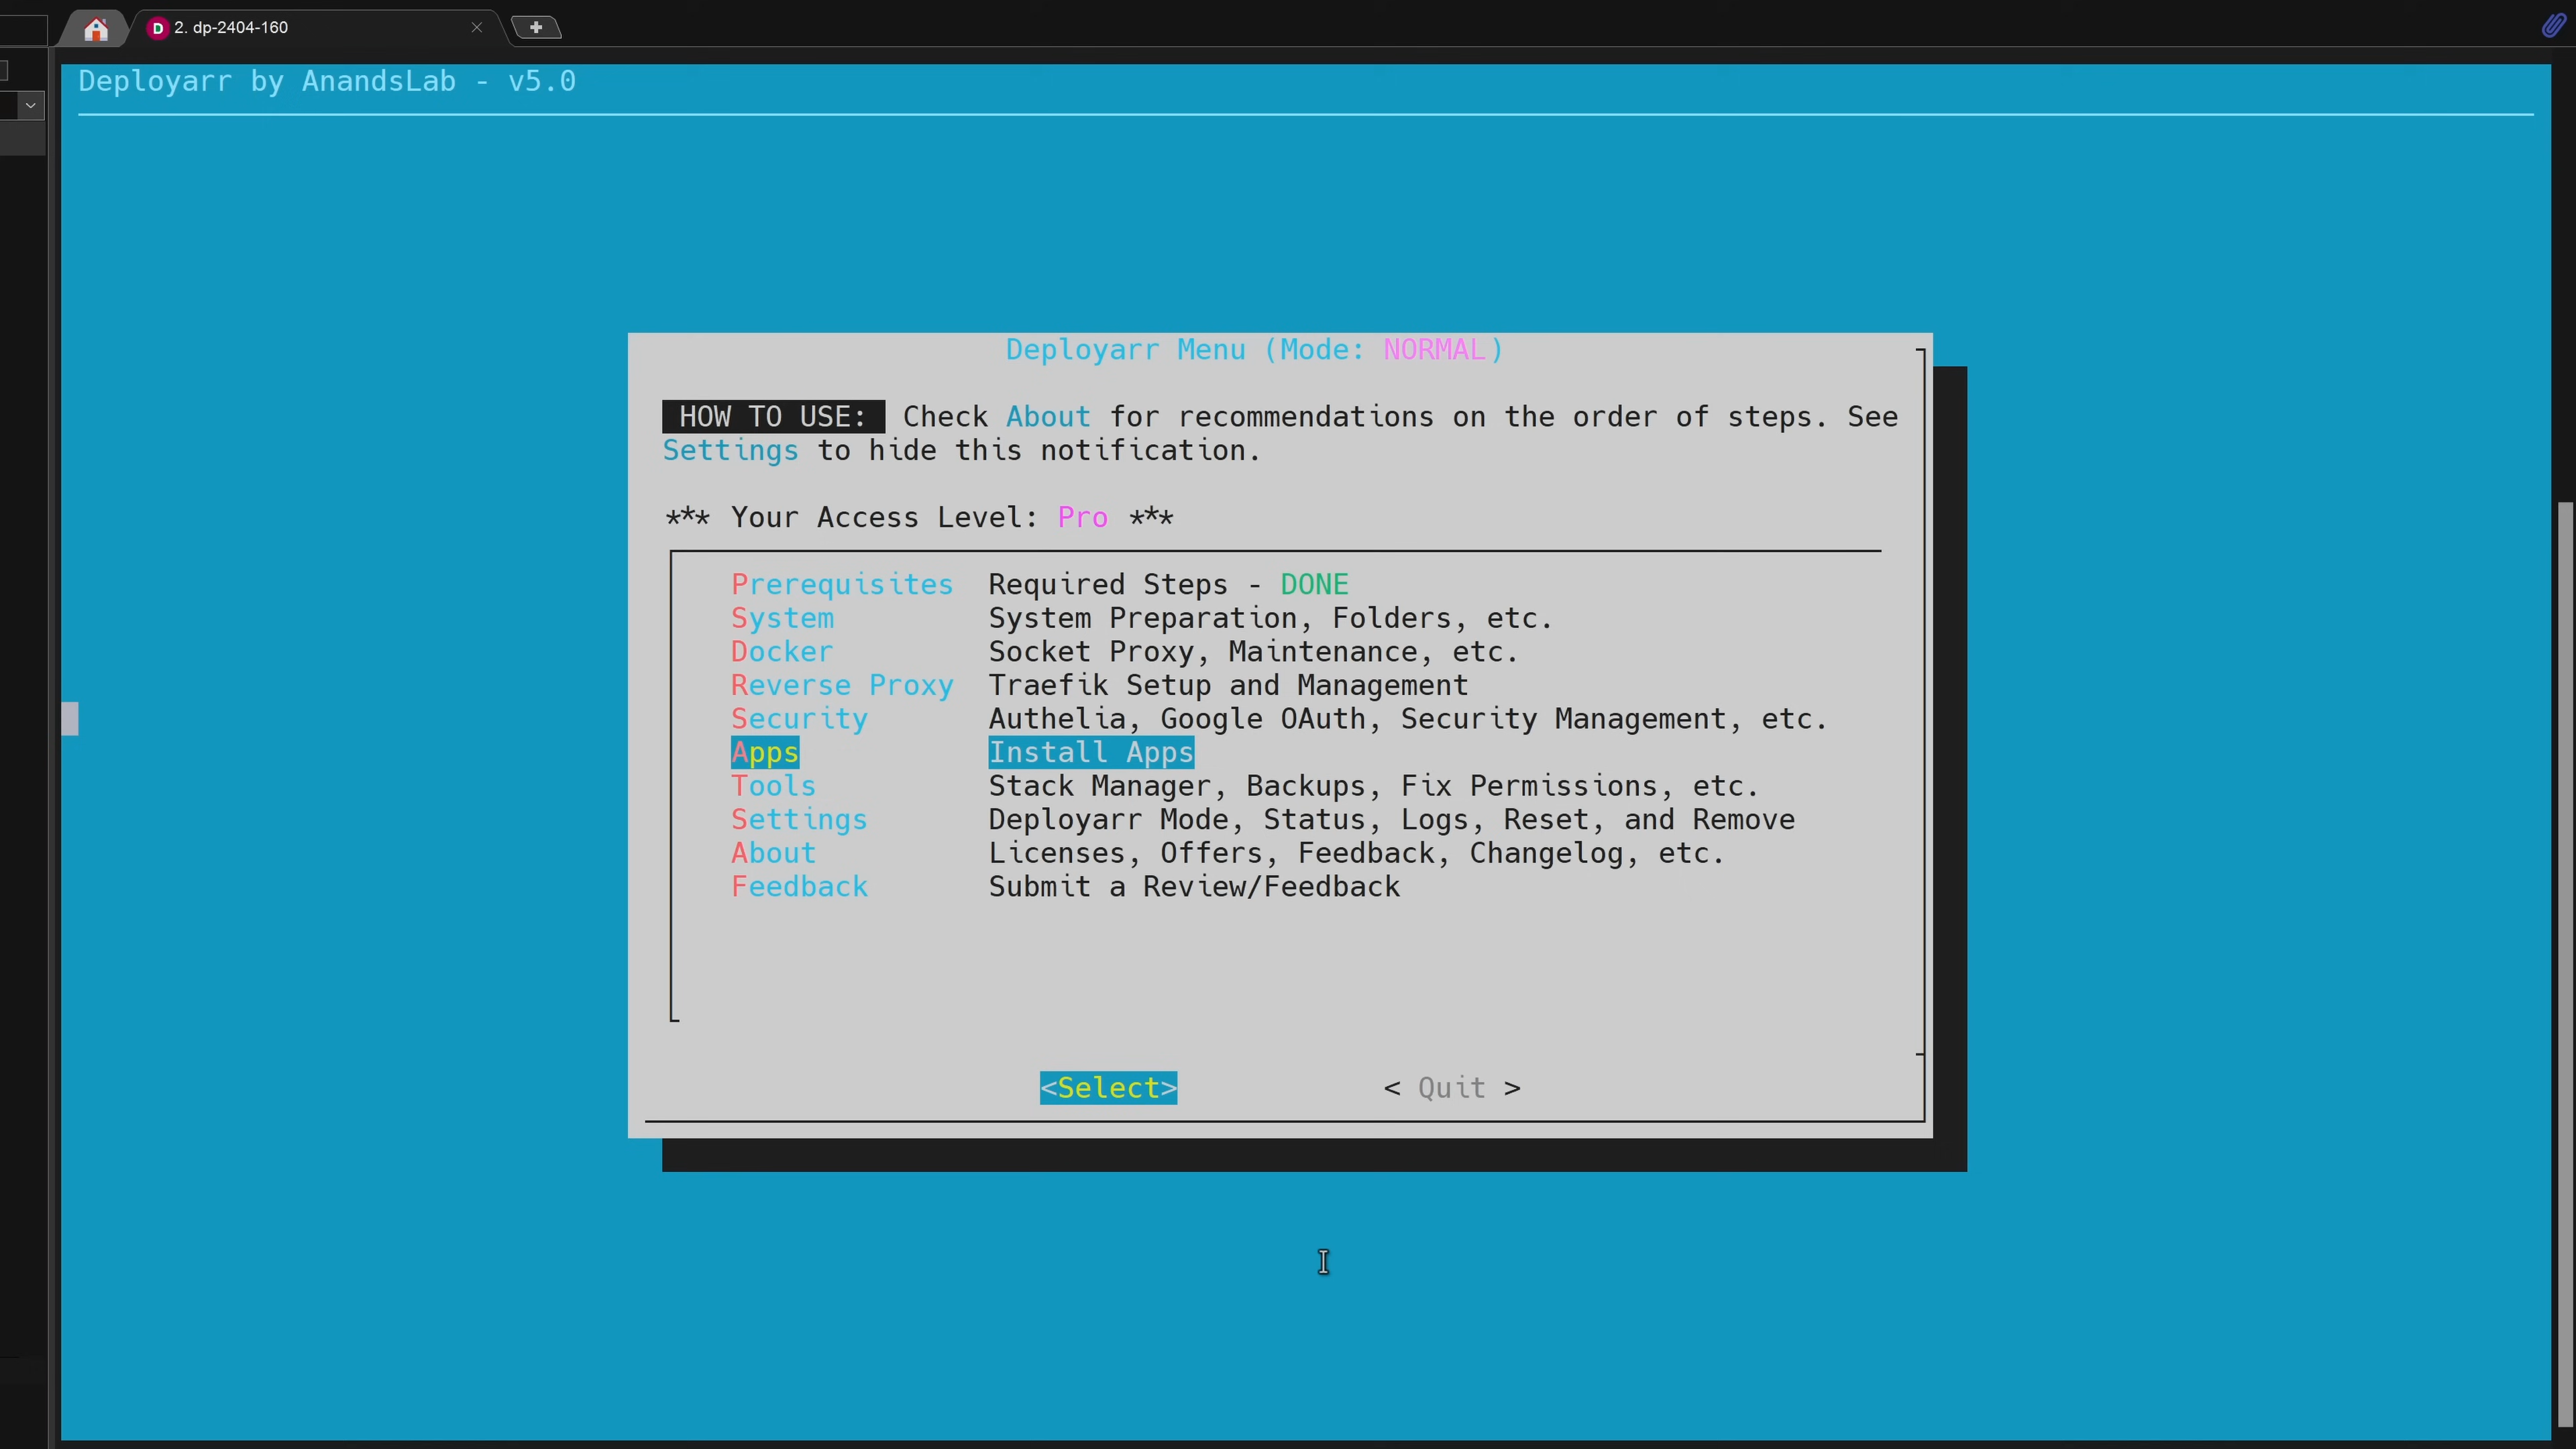 2. dp-2404-160
Deployarr by AnandsLab - v5.0
Deployarr Menu (Mode: NORMAL)
HOW TO USE: Check About for recommendations on the order of steps. See
Settings to hide this notification.
*** Your Access Level: Pro ***
Prerequisites Required Steps - DONE
System System Preparation, Folders, etc.
Docker Socket Proxy, Maintenance, etc.
Reverse Proxy Traefik Setup and Management
Security Authelia, Google OAuth, Security Management, etc.
Apps Install Apps
Tools Stack Manager, Backups, Fix Permissions, etc.
Settings Deployarr Mode, Status, Logs, Reset, and Remove
About Licenses, Offers, Feedback, Changelog, etc.
Feedback Submit a Review/Feedback
<Select> < Quit >